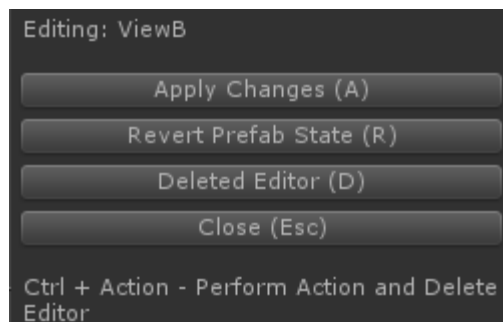 Editing: ViewB
Apply Changes (A)
Revert Prefab State (R)
Deleted Editor (D)
Close (Esc)
Ctrl + Action - Perform Action and Delete
Editor